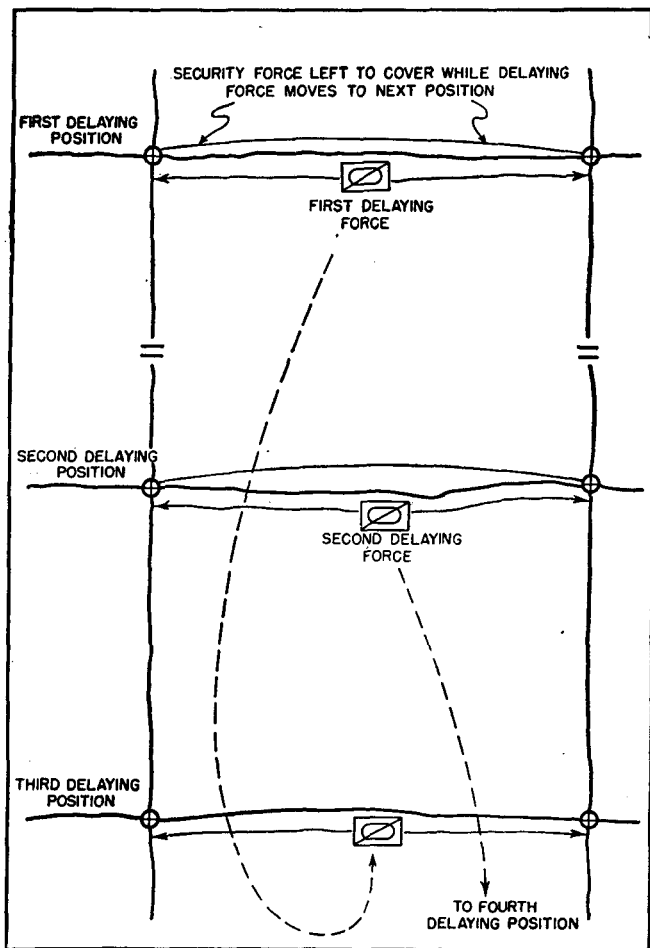 SECURITY FORCE LEFT TO COVER WHILE DELAYING
FORCE MOVES TO NEXT POSITION
FIRST DELAYING
POSITION
FIRST DELAYING
FORCE
SECOND DELAYING
POSITION
SECOND DELAYING
FORCE
THIRD DELAYING
POSITION
TO FOURTH
DELAYING POSITION